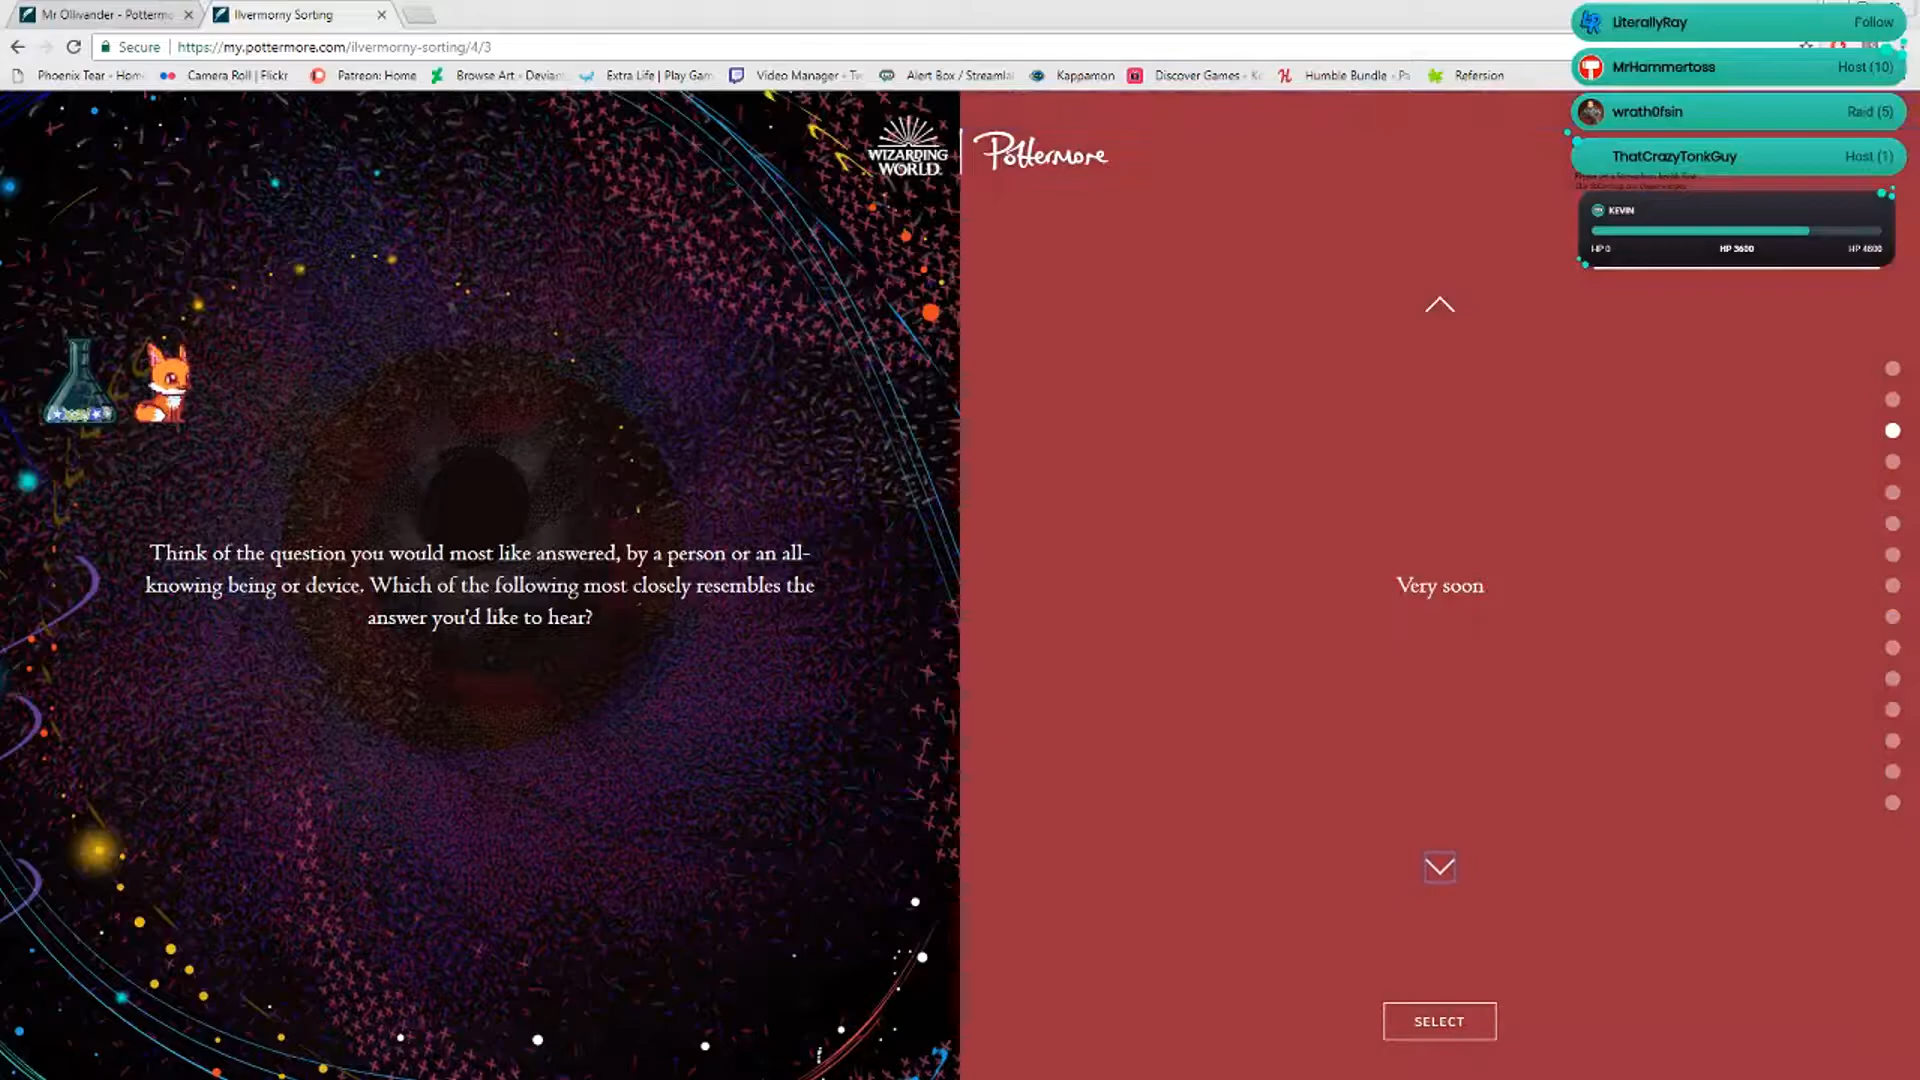 Mr Ollivander - Potterm
Ilvermorny Sorting
Secure
https://my.pottermore.com/ilvermorny-sorting/4/3
Phoenix Tear - Hom
Camera Roll | Flickr
Patreon: Home
Browse Art - Devian
Extra Life | Play Gam
Video Manager - Tw
Alert Box / Streamla
Kappamon
Discover Games - K
Humble Bundle - Pa
Refersion
LiterallyRay Follow
MrHammertoss Host (10)
wrath0fsin Raid (5)
ThatCrazyTonkGuy Host (1)
KEVIN
HP 0 HP 3600 HP 4800
WIZARDING
WORLD
Pottermore
Think of the question you would most like answered, by a person or an all-
knowing being or device. Which of the following most closely resembles the
answer you'd like to hear?
Very soon
SELECT